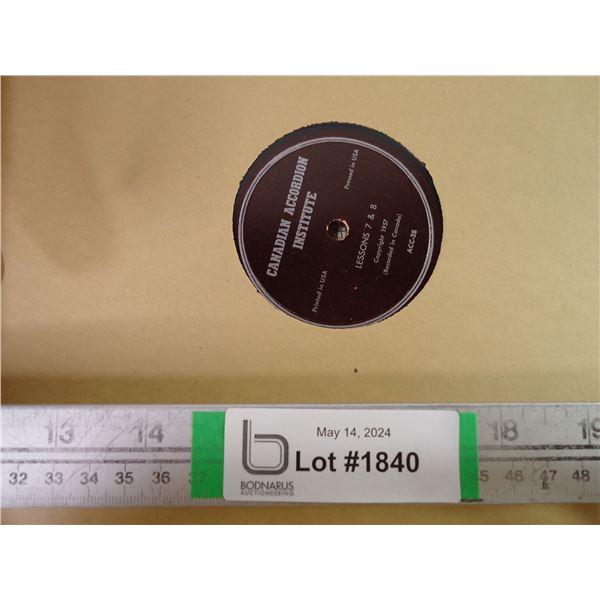 CANADIAN ACCORDION
INSTITUTE
Printed in USA
Pressed in USA
LESSONS 7 & 8
Copyright 1957
(Recorded in Canada)
ACC-2B
13 14 18 19
May 14, 2024
Lot #1840
b
BODNARUS
AUCTIONEERING
32 33 34 35 36 37 45 46 47 48